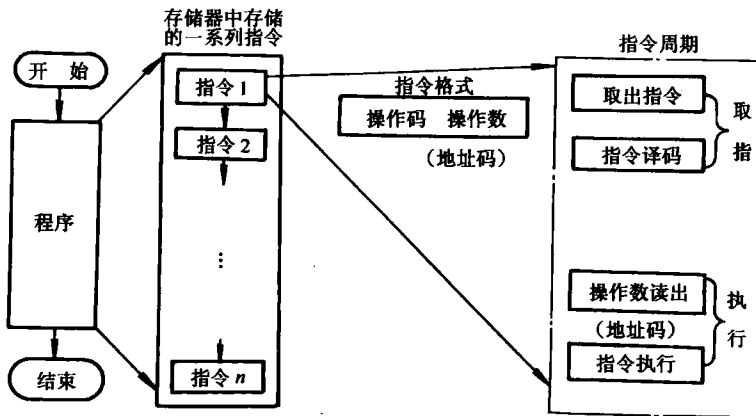 存储器中存储
的一系列指令
开 始
程序
结束
指令1
指令2
⋮
指令n
指令格式
操作码 操作数
(地址码)
指令周期
取出指令
指令译码
取指
操作数读出
(地址码)
指令执行
执行